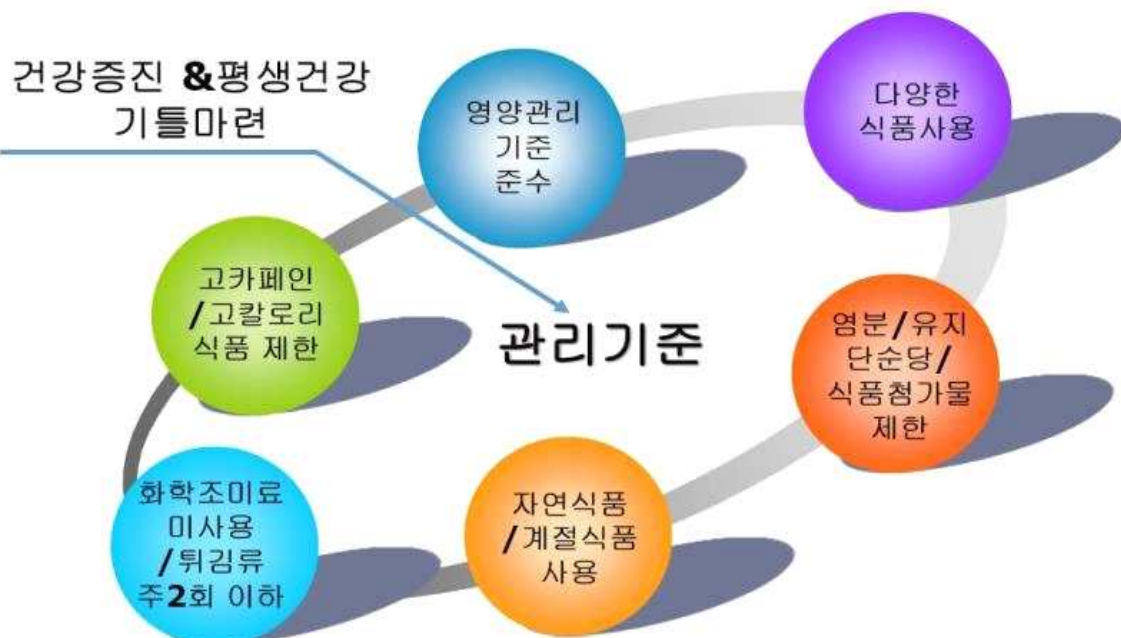 건강증진 &평생건강
기틀마련
영양관리
기준
준수
다양한
식품사용
고카페인
/고칼로리
식품 제한
관리기준
염분/유지
단순당/
식품첨가물
제한
화학조미료
미사용
/튀김류
주2회 이하
자연식품
/계절식품
사용